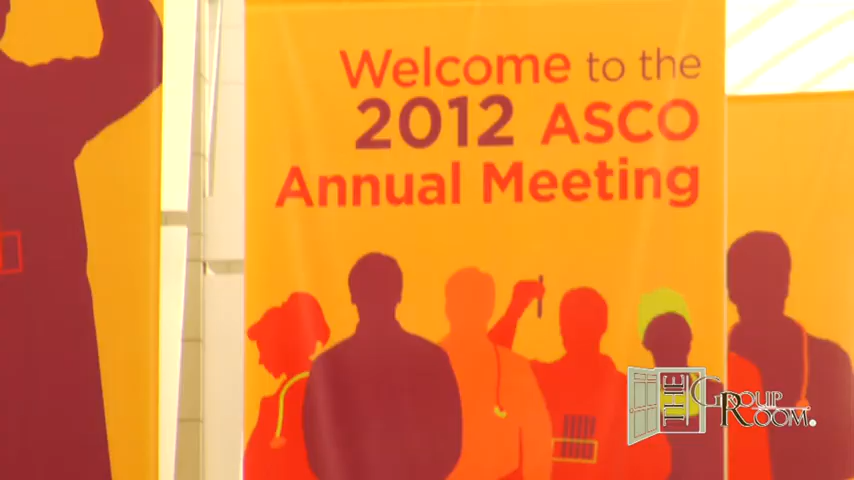 Welcome to the
2012 ASCO
Annual Meeting
THE GROUP ROOM.